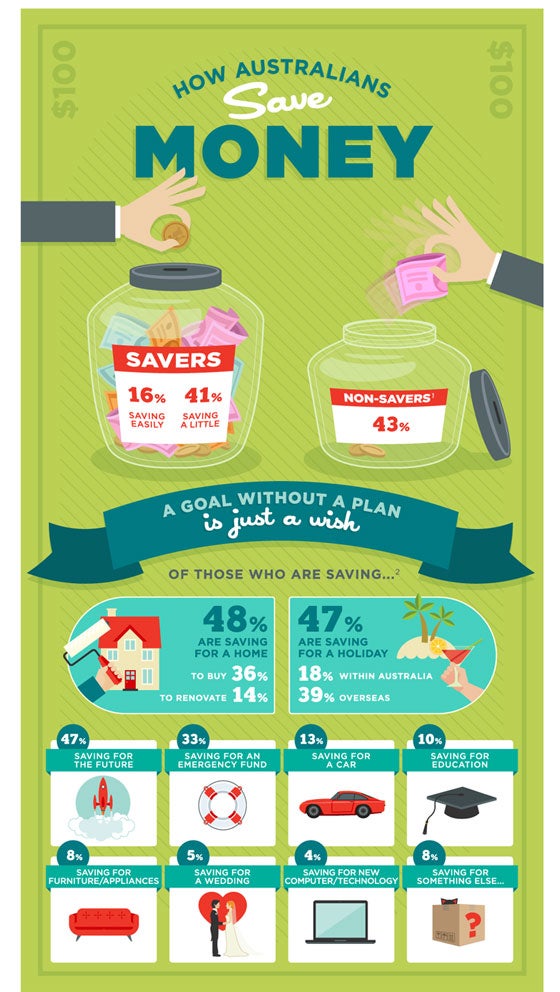 $100
$100
HOW AUSTRALIANS
Save
MONEY
SAVERS
16% 41%
SAVING EASILY
SAVING A LITTLE
NON-SAVERS¹
43%
A GOAL WITHOUT A PLAN
is just a wish
OF THOSE WHO ARE SAVING...²
48%
ARE SAVING
FOR A HOME
TO BUY 36%
TO RENOVATE 14%
47%
ARE SAVING
FOR A HOLIDAY
18% WITHIN AUSTRALIA
39% OVERSEAS
47%
SAVING FOR
THE FUTURE
33%
SAVING FOR AN
EMERGENCY FUND
13%
SAVING FOR
A CAR
10%
SAVING FOR
EDUCATION
8%
SAVING FOR
FURNITURE/APPLIANCES
5%
SAVING FOR
A WEDDING
4%
SAVING FOR NEW
COMPUTER/TECHNOLOGY
8%
SAVING FOR
SOMETHING ELSE...
?